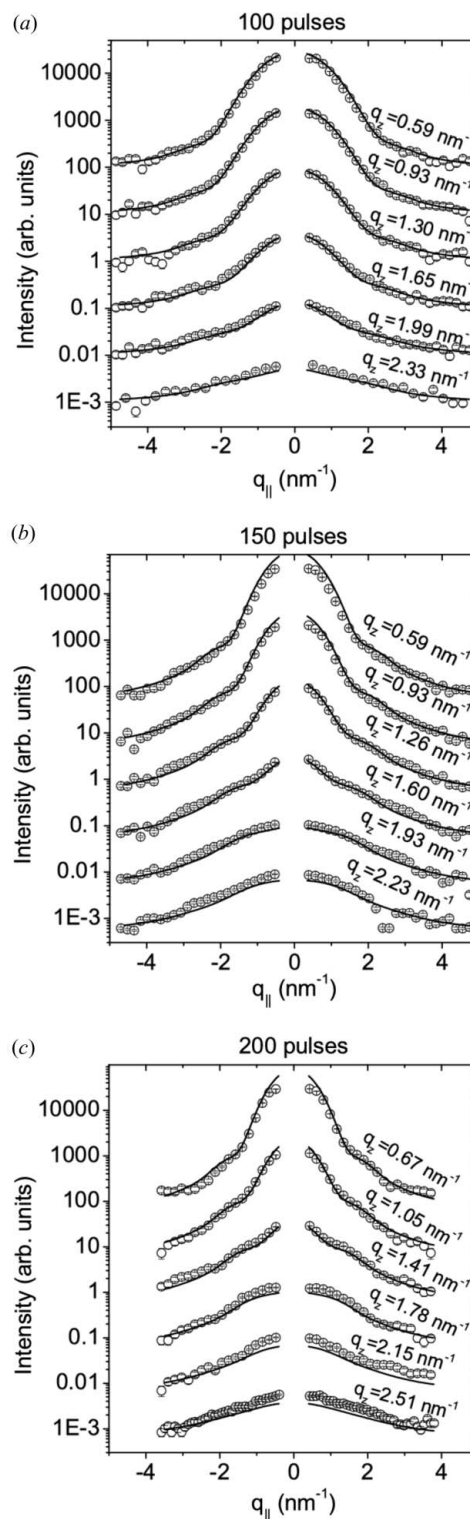 (a)
100 pulses
10000
1000
100
10
1
0.1
0.01
1E-3
Intensity (arb. units)
q_z=0.59 nm⁻¹
q_z=0.93 nm⁻¹
q_z=1.30 nm⁻¹
q_z=1.65 nm⁻¹
q_z=1.99 nm⁻¹
q_z=2.33 nm⁻¹
-4 -2 0 2 4
q_|| (nm⁻¹)
(b)
150 pulses
10000
1000
100
10
1
0.1
0.01
1E-3
Intensity (arb. units)
q_z=0.59 nm⁻¹
q_z=0.93 nm⁻¹
q_z=1.26 nm⁻¹
q_z=1.60 nm⁻¹
q_z=1.93 nm⁻¹
q_z=2.23 nm⁻¹
-4 -2 0 2 4
q_|| (nm⁻¹)
(c)
200 pulses
10000
1000
100
10
1
0.1
0.01
1E-3
Intensity (arb. units)
q_z=0.67 nm⁻¹
q_z=1.05 nm⁻¹
q_z=1.41 nm⁻¹
q_z=1.78 nm⁻¹
q_z=2.15 nm⁻¹
q_z=2.51 nm⁻¹
-4 -2 0 2 4
q_|| (nm⁻¹)